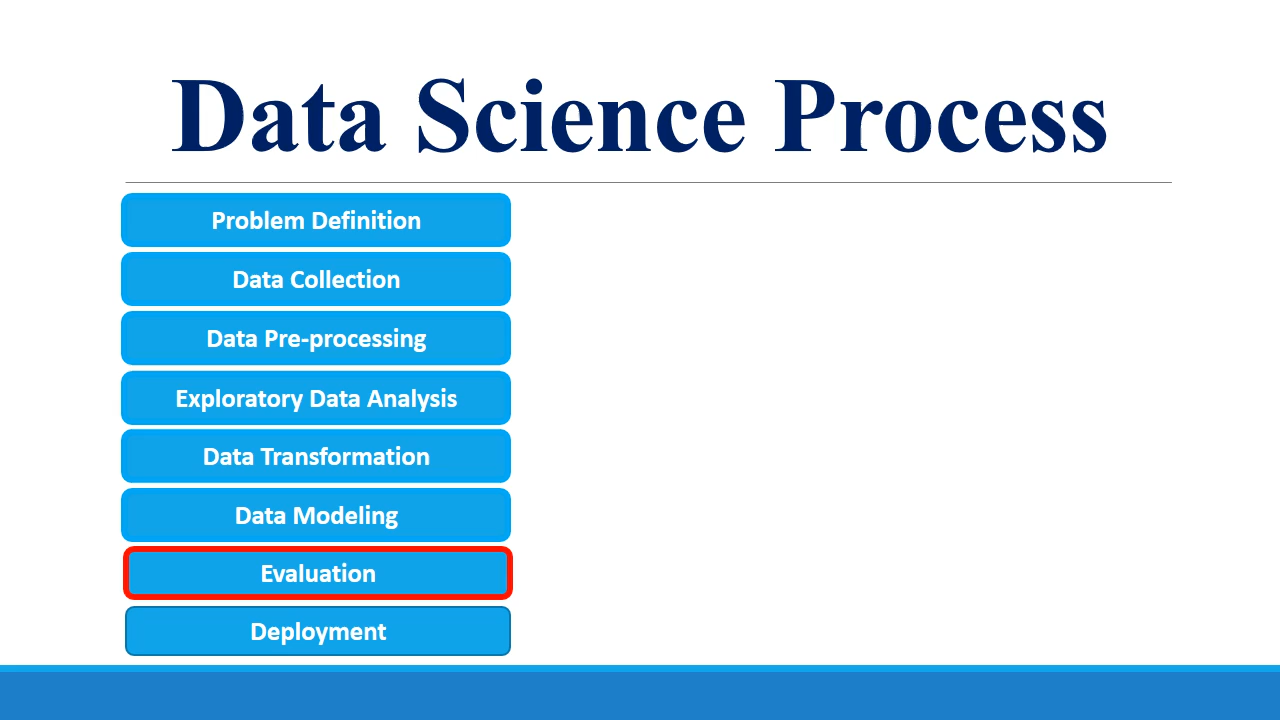 Data Science Process
Problem Definition
Data Collection
Data Pre-processing
Exploratory Data Analysis
Data Transformation
Data Modeling
Evaluation
Deployment